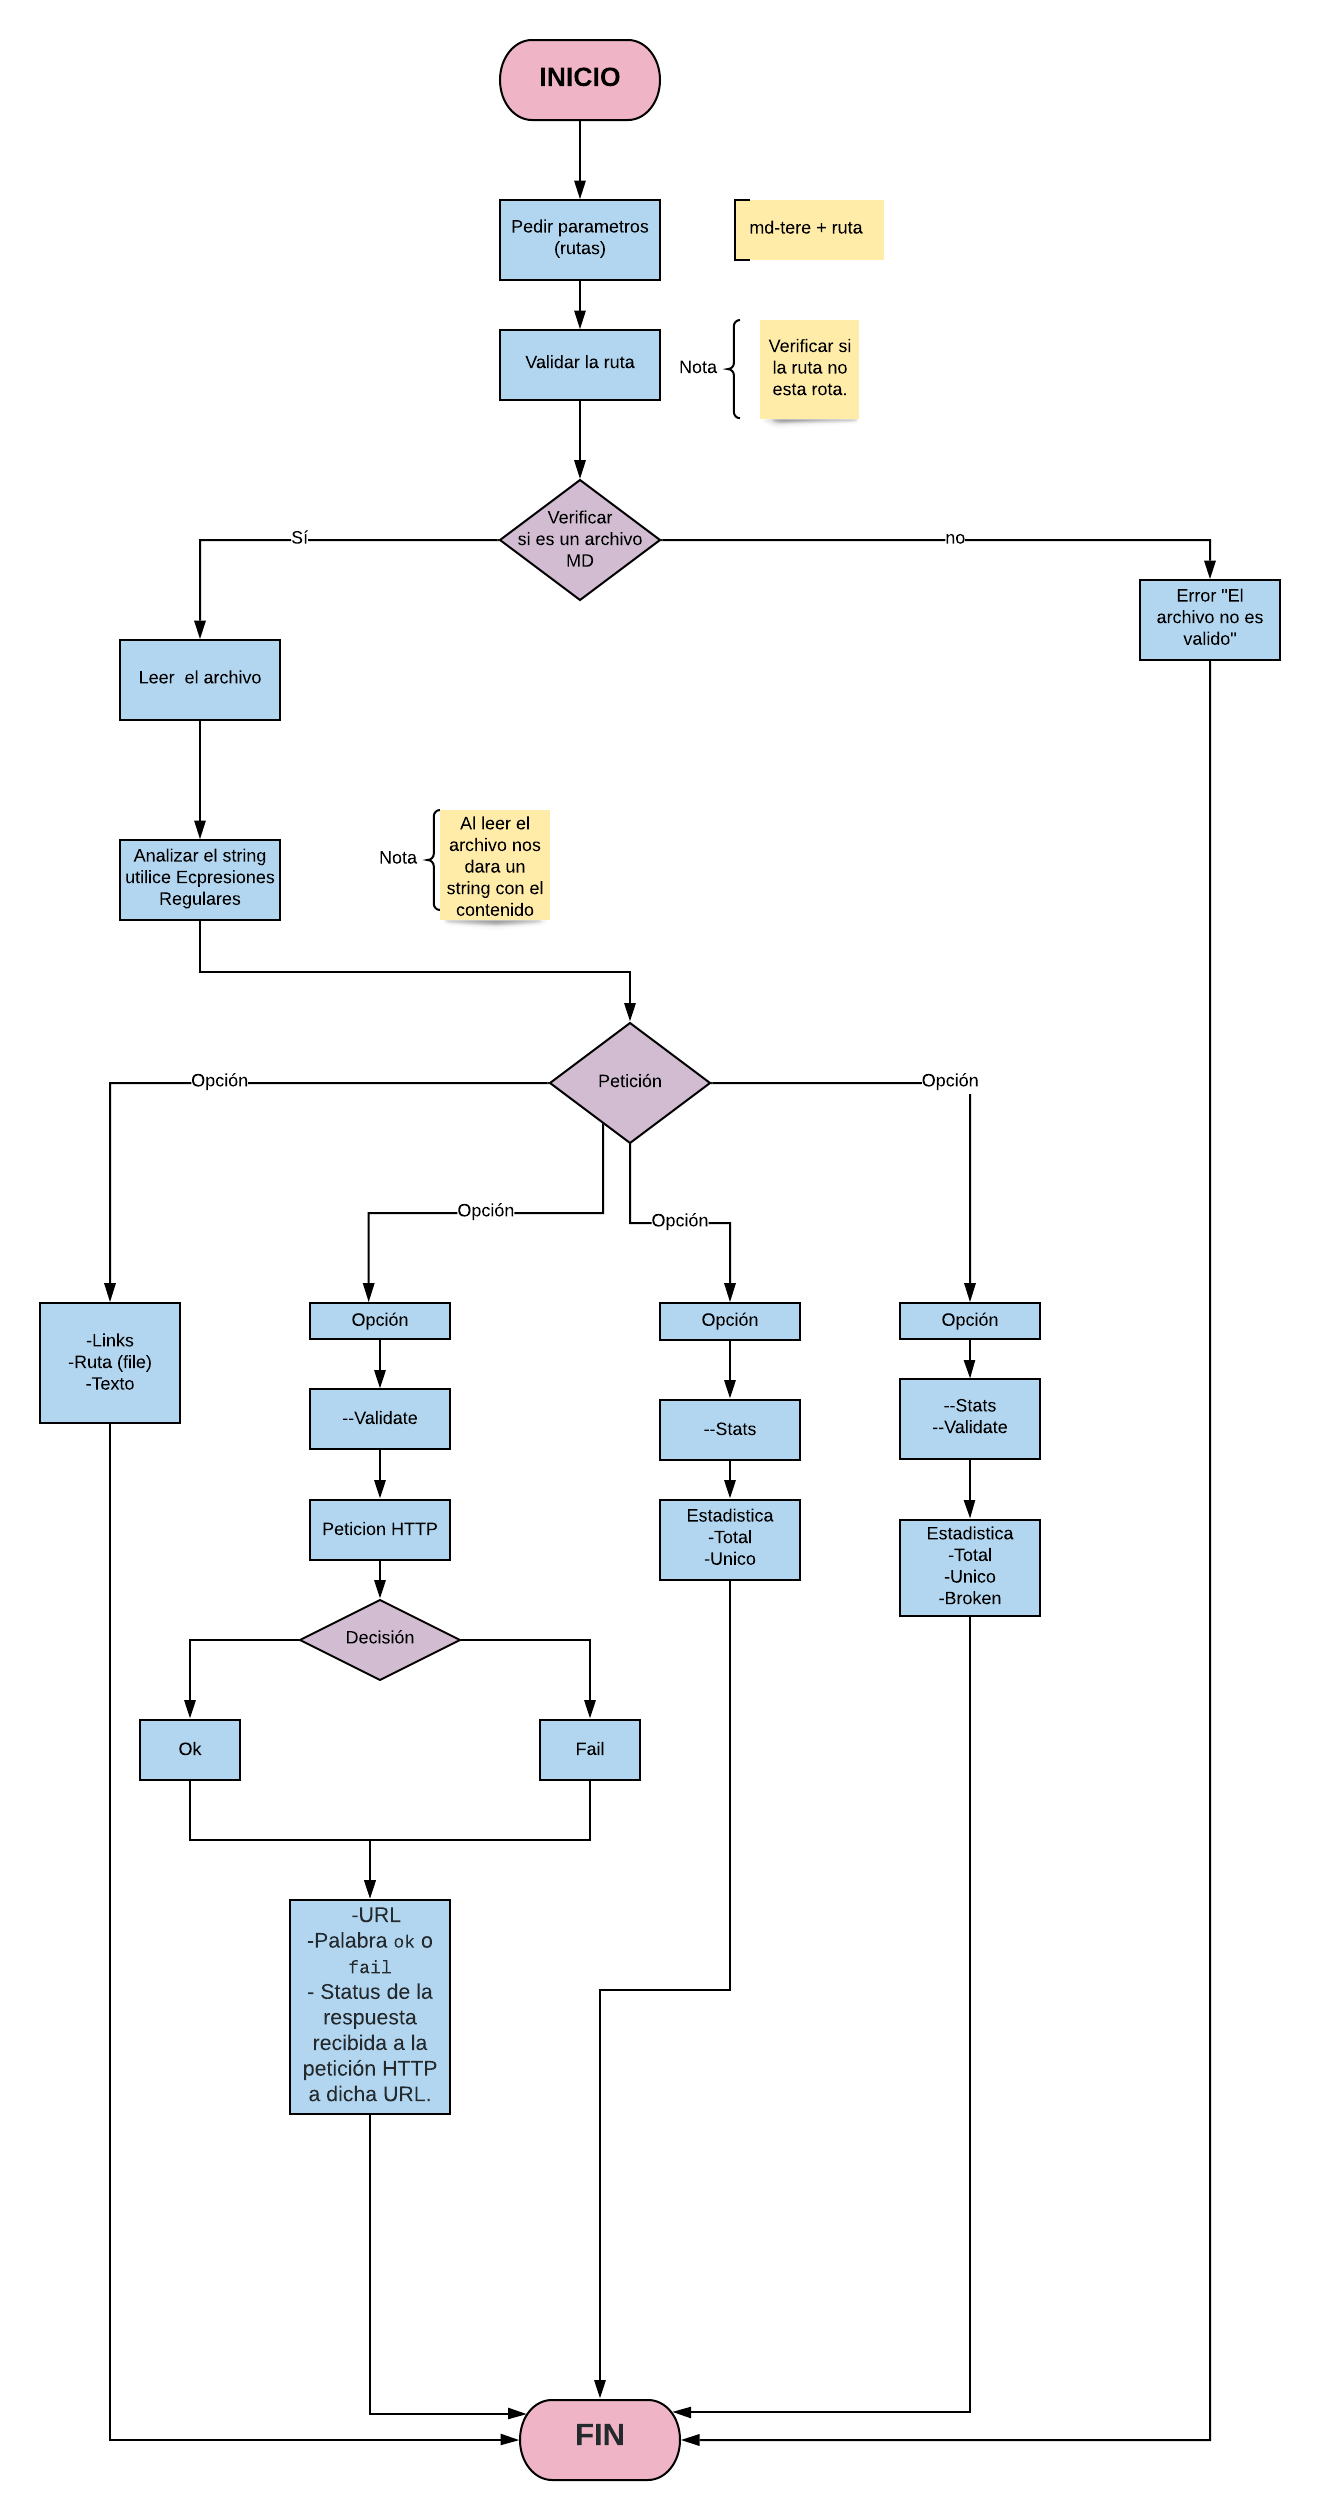 INICIO
Pedir parametros
(rutas)
md-tere + ruta
Validar la ruta
Nota
Verificar si
la ruta no
esta rota.
Verificar
si es un archivo
MD
Sí
no
Error "El
archivo no es
valido"
Leer  el archivo
Analizar el string
utilice Ecpresiones
Regulares
Nota
Al leer el
archivo nos
dara un
string con el
contenido
Petición
Opción
Opción
Opción
Opción
-Links
-Ruta (file)
-Texto
Opción
--Validate
Peticion HTTP
Decisión
Ok
Fail
-URL
-Palabra ok o
fail
- Status de la
respuesta
recibida a la
petición HTTP
a dicha URL.
Opción
--Stats
Estadistica
-Total
-Unico
Opción
--Stats
--Validate
Estadistica
-Total
-Unico
-Broken
FIN